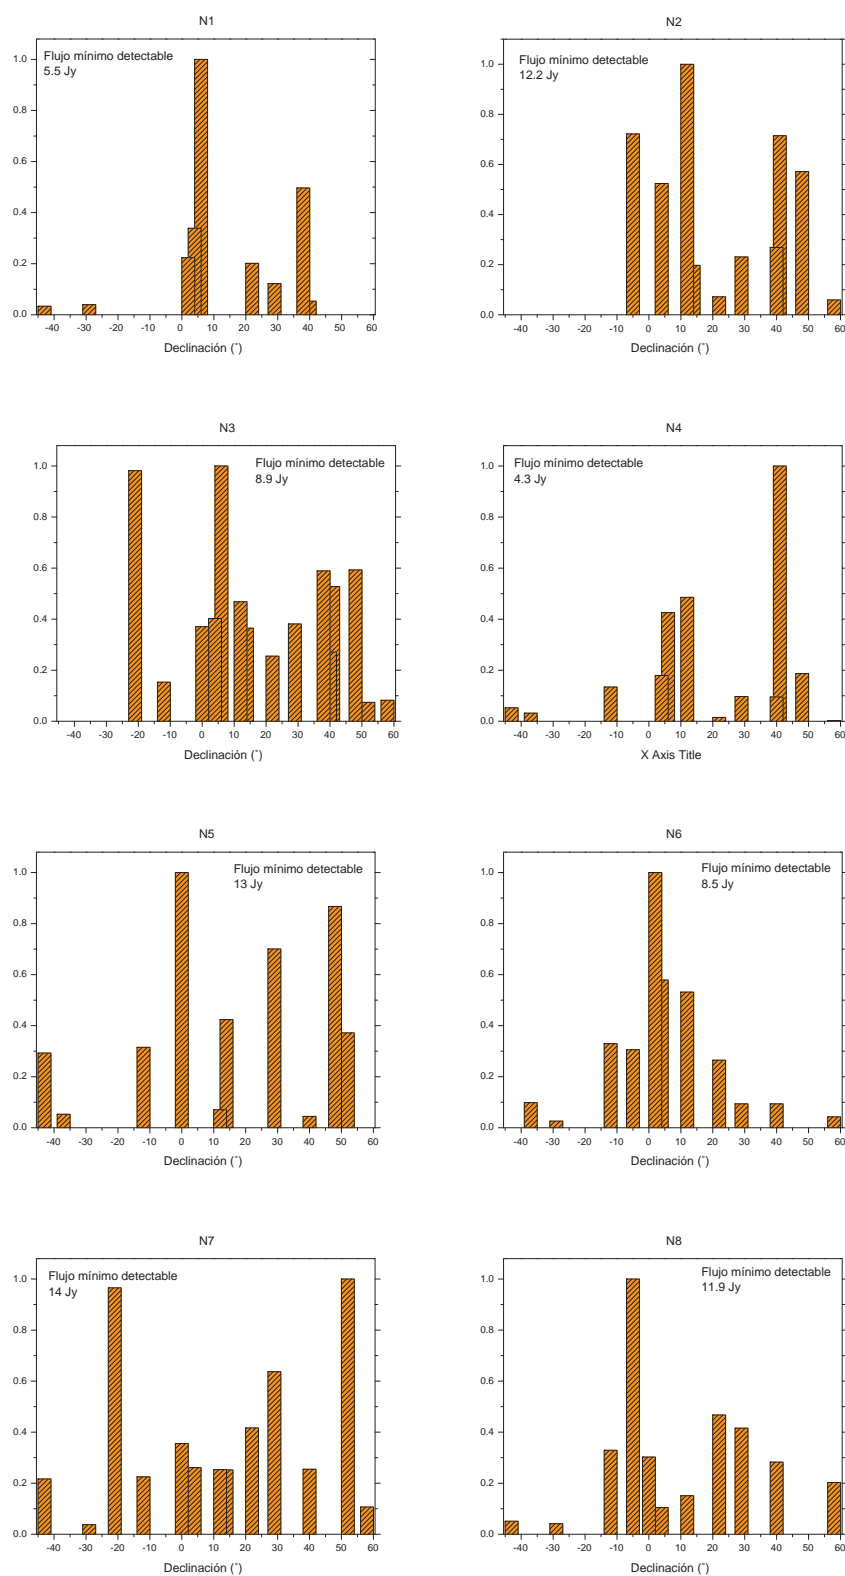 N1
Flujo mínimo detectable
5.5 Jy
1.0
0.8
0.6
0.4
0.2
0.0
-40 -30 -20 -10 0 10 20 30 40 50 60
Declinación (°)
N2
Flujo mínimo detectable
12.2 Jy
1.0
0.8
0.6
0.4
0.2
0.0
-40 -30 -20 -10 0 10 20 30 40 50 60
Declinación (°)
N3
Flujo mínimo detectable
8.9 Jy
1.0
0.8
0.6
0.4
0.2
0.0
-40 -30 -20 -10 0 10 20 30 40 50 60
Declinación (°)
N4
Flujo mínimo detectable
4.3 Jy
1.0
0.8
0.6
0.4
0.2
0.0
-40 -30 -20 -10 0 10 20 30 40 50 60
X Axis Title
N5
Flujo mínimo detectable
13 Jy
1.0
0.8
0.6
0.4
0.2
0.0
-40 -30 -20 -10 0 10 20 30 40 50 60
Declinación (°)
N6
Flujo mínimo detectable
8.5 Jy
1.0
0.8
0.6
0.4
0.2
0.0
-40 -30 -20 -10 0 10 20 30 40 50 60
Declinación (°)
N7
Flujo mínimo detectable
14 Jy
1.0
0.8
0.6
0.4
0.2
0.0
-40 -30 -20 -10 0 10 20 30 40 50 60
Declinación (°)
N8
Flujo mínimo detectable
11.9 Jy
1.0
0.8
0.6
0.4
0.2
0.0
-40 -30 -20 -10 0 10 20 30 40 50 60
Declinación (°)